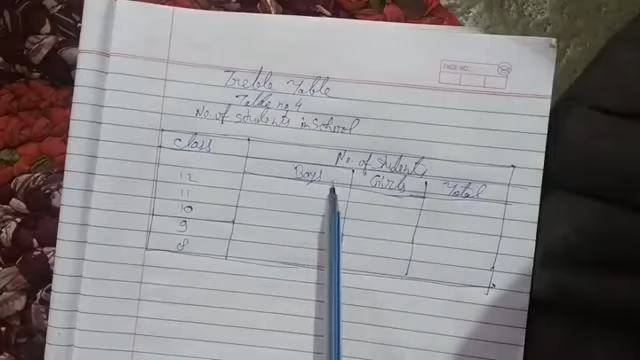 PAGE NO.
Treble Table
Table no 4
No. of students in School
Class No. of students
Boys Girls Total
12
11
10
9
8